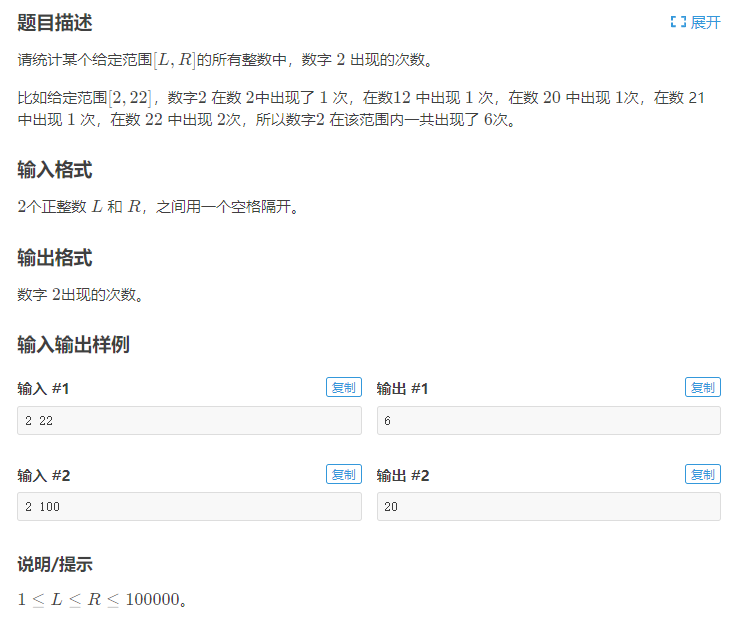 题目描述
展开
请统计某个给定范围[L, R]的所有整数中，数字 2 出现的次数。
比如给定范围[2, 22]，数字2 在数 2中出现了 1 次，在数12 中出现 1 次，在数 20 中出现 1次，在数 21
中出现 1 次，在数 22 中出现 2次，所以数字2 在该范围内一共出现了 6次。
输入格式
2个正整数 L 和 R，之间用一个空格隔开。
输出格式
数字 2出现的次数。
输入输出样例
输入 #1 复制 输出 #1 复制
2 22 6
输入 #2 复制 输出 #2 复制
2 100 20
说明/提示
1 ≤ L ≤ R ≤ 100000。